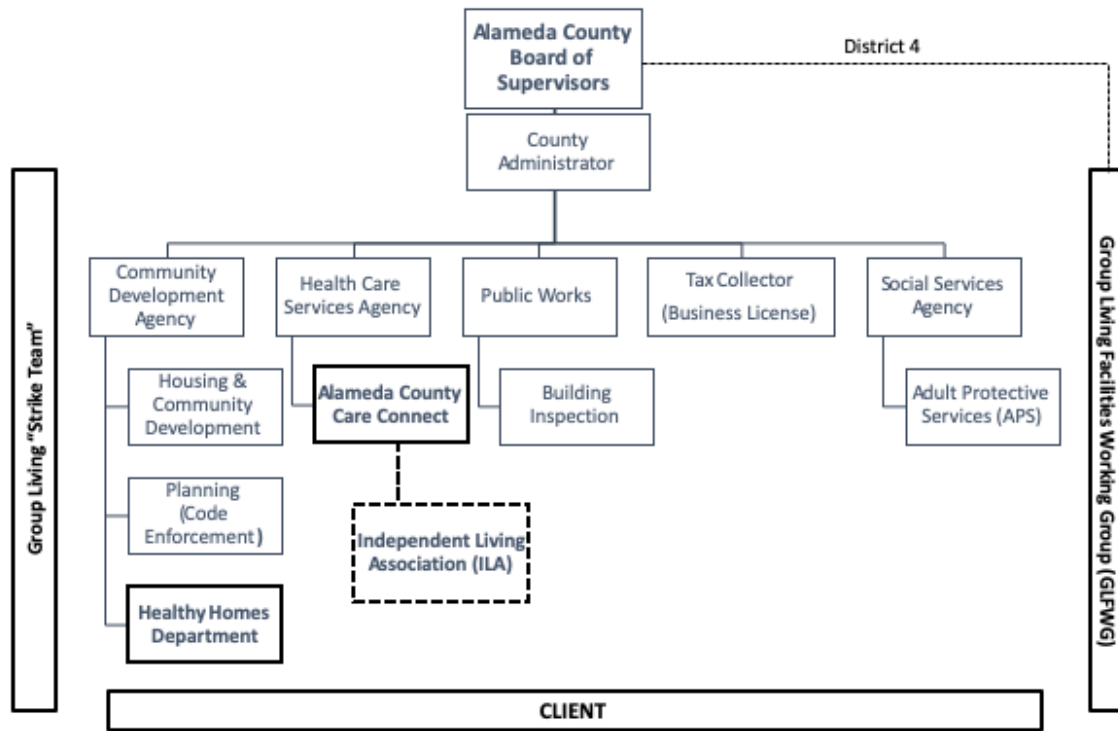 Alameda County
Board of
Supervisors
District 4
County
Administrator
Community
Development
Agency
Health Care
Services Agency
Public Works
Tax Collector
(Business License)
Social Services
Agency
Housing &
Community
Development
Alameda County
Care Connect
Building
Inspection
Adult Protective
Services (APS)
Planning
(Code
Enforcement)
Independent Living
Association (ILA)
Healthy Homes
Department
Group Living “Strike Team”
Group Living Facilities Working Group (GLFWG)
CLIENT